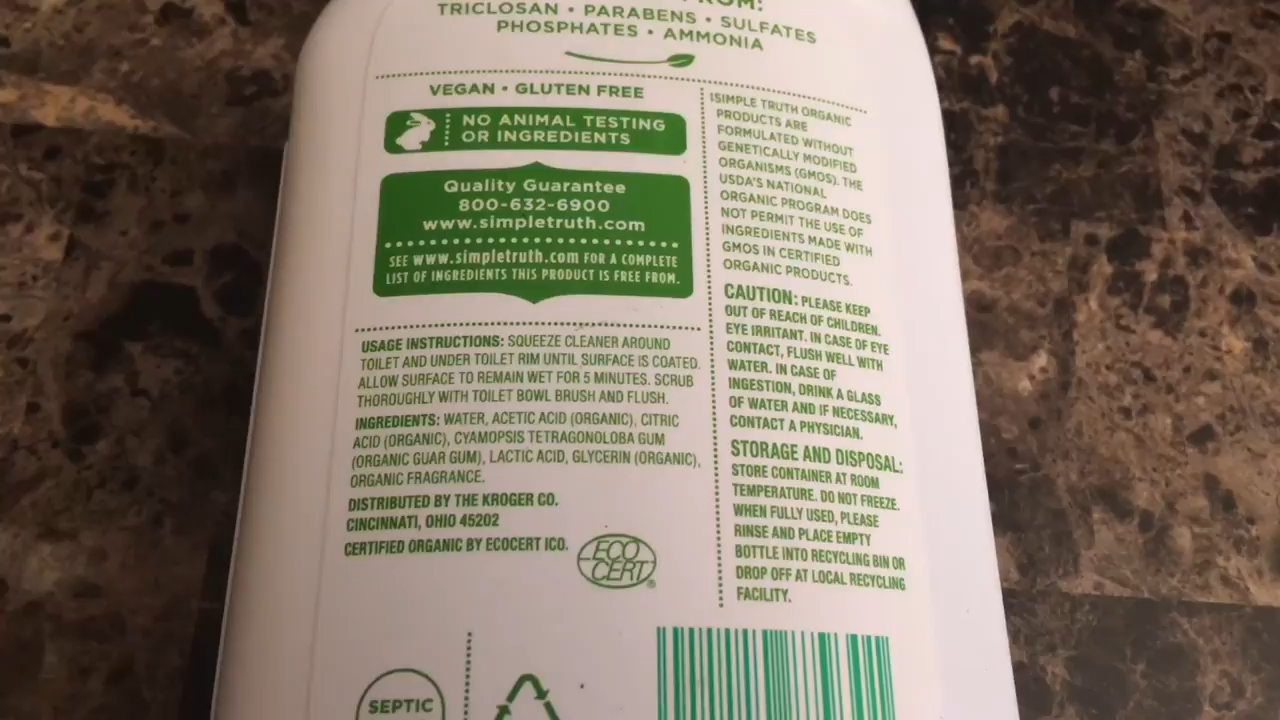 FROM:
TRICLOSAN • PARABENS • SULFATES
PHOSPHATES • AMMONIA
VEGAN • GLUTEN FREE
NO ANIMAL TESTING
OR INGREDIENTS
Quality Guarantee
800-632-6900
www.simpletruth.com
SEE www.simpletruth.com FOR A COMPLETE
LIST OF INGREDIENTS THIS PRODUCT IS FREE FROM.
USAGE INSTRUCTIONS: SQUEEZE CLEANER AROUND
TOILET AND UNDER TOILET RIM UNTIL SURFACE IS COATED.
ALLOW SURFACE TO REMAIN WET FOR 5 MINUTES. SCRUB
THOROUGHLY WITH TOILET BOWL BRUSH AND FLUSH.
INGREDIENTS: WATER, ACETIC ACID (ORGANIC), CITRIC
ACID (ORGANIC), CYAMOPSIS TETRAGONOLOBA GUM
(ORGANIC GUAR GUM), LACTIC ACID, GLYCERIN (ORGANIC),
ORGANIC FRAGRANCE.
DISTRIBUTED BY THE KROGER CO.
CINCINNATI, OHIO 45202
CERTIFIED ORGANIC BY ECOCERT ICO.
ECO
CERT®
SIMPLE TRUTH ORGANIC
PRODUCTS ARE
FORMULATED WITHOUT
GENETICALLY MODIFIED
ORGANISMS (GMOS). THE
USDA'S NATIONAL
ORGANIC PROGRAM DOES
NOT PERMIT THE USE OF
INGREDIENTS MADE WITH
GMOS IN CERTIFIED
ORGANIC PRODUCTS.
CAUTION: PLEASE KEEP
OUT OF REACH OF CHILDREN.
EYE IRRITANT. IN CASE OF EYE
CONTACT, FLUSH WELL WITH
WATER. IN CASE OF
INGESTION, DRINK A GLASS
OF WATER AND IF NECESSARY,
CONTACT A PHYSICIAN.
STORAGE AND DISPOSAL:
STORE CONTAINER AT ROOM
TEMPERATURE. DO NOT FREEZE.
WHEN FULLY USED, PLEASE
RINSE AND PLACE EMPTY
BOTTLE INTO RECYCLING BIN OR
DROP OFF AT LOCAL RECYCLING
FACILITY.
SEPTIC